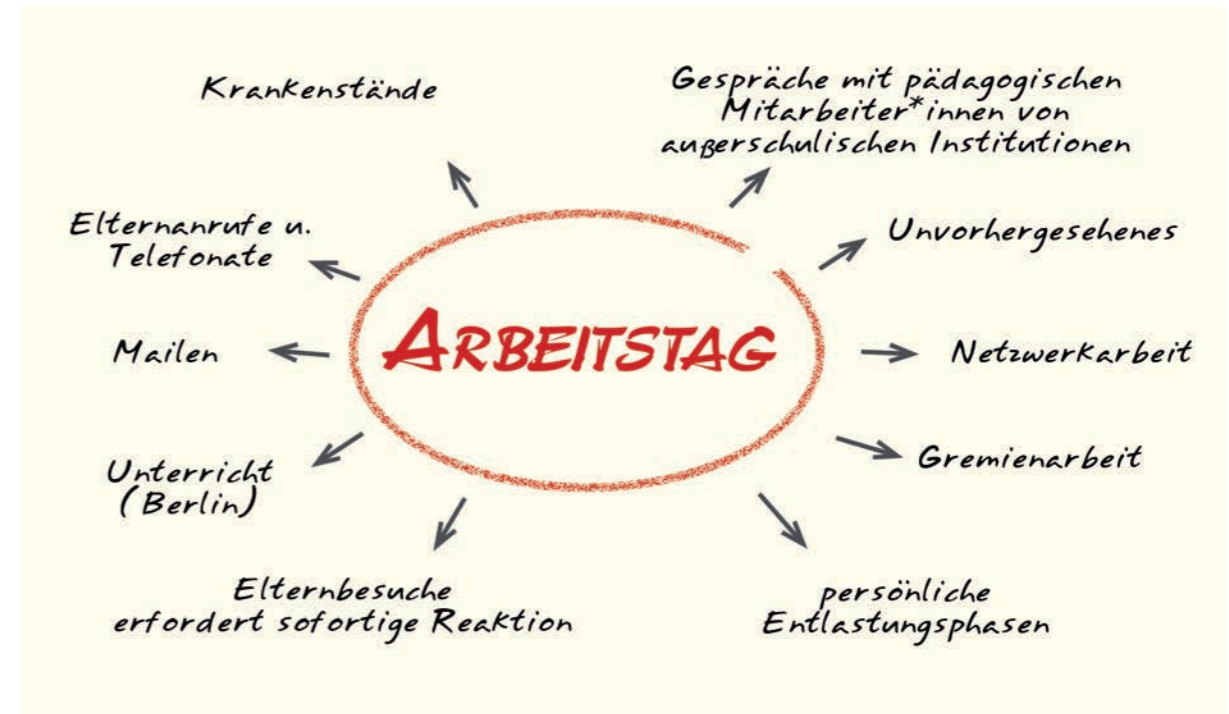 Krankenstände
Gespräche mit pädagogischen
Mitarbeiter*innen von
außerschulischen Institutionen
Elternanrufe u.
Telefonate
Unvorhergesehenes
ARBEITSTAG
Mailen
Netzwerkarbeit
Unterricht
(Berlin)
Gremienarbeit
Elternbesuche
erfordert sofortige Reaktion
persönliche
Entlastungsphasen